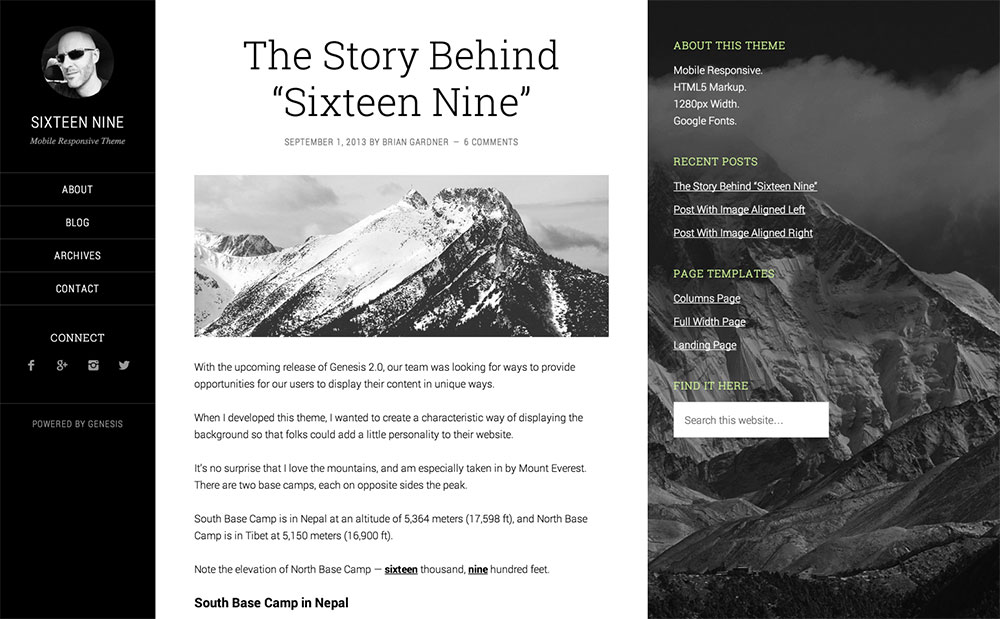 SIXTEEN NINE
Mobile Responsive Theme
ABOUT
BLOG
ARCHIVES
CONTACT
CONNECT
POWERED BY GENESIS
The Story Behind
“Sixteen Nine”
SEPTEMBER 1, 2013 BY BRIAN GARDNER — 6 COMMENTS
With the upcoming release of Genesis 2.0, our team was looking for ways to provide
opportunities for our users to display their content in unique ways.
When I developed this theme, I wanted to create a characteristic way of displaying the
background so that folks could add a little personality to their website.
It’s no surprise that I love the mountains, and am especially taken in by Mount Everest.
There are two base camps, each on opposite sides the peak.
South Base Camp is in Nepal at an altitude of 5,364 meters (17,598 ft), and North Base
Camp is in Tibet at 5,150 meters (16,900 ft).
Note the elevation of North Base Camp — sixteen thousand, nine hundred feet.
South Base Camp in Nepal
ABOUT THIS THEME
Mobile Responsive.
HTML5 Markup.
1280px Width.
Google Fonts.
RECENT POSTS
The Story Behind “Sixteen Nine”
Post With Image Aligned Left
Post With Image Aligned Right
PAGE TEMPLATES
Columns Page
Full Width Page
Landing Page
FIND IT HERE
Search this website…